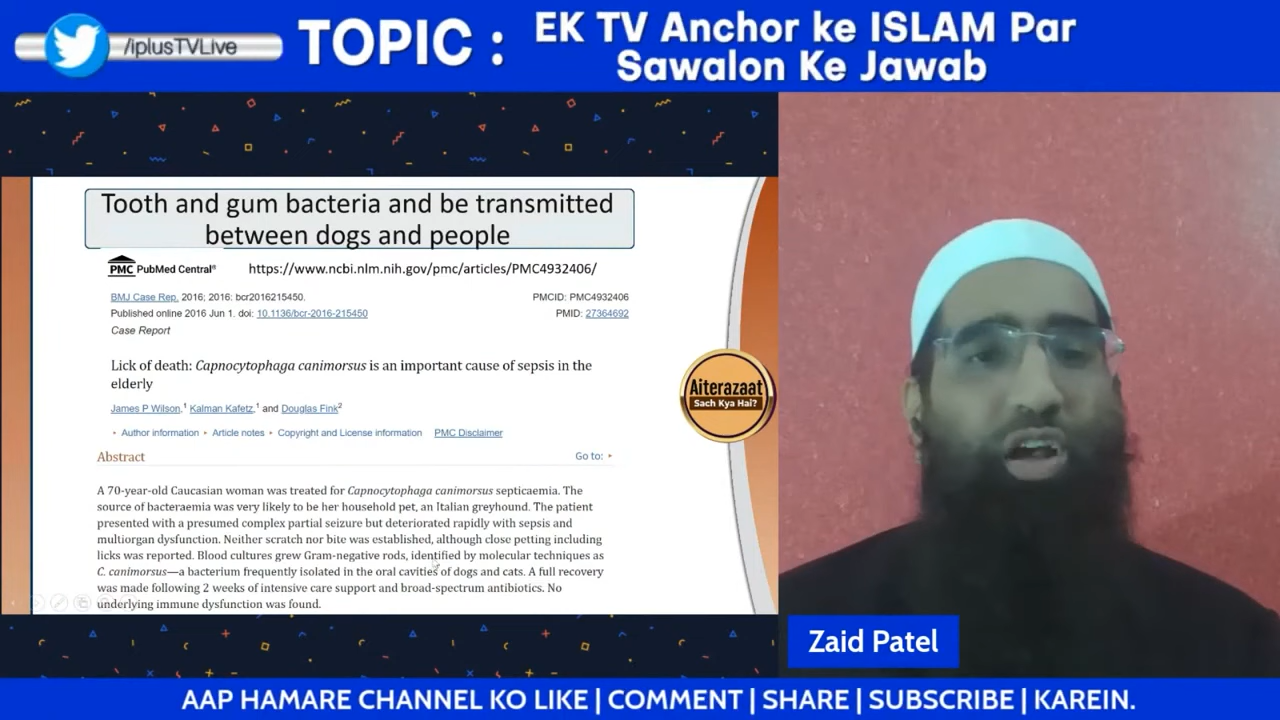 /iplusTVLive
TOPIC :
EK TV Anchor ke ISLAM Par
Sawalon Ke Jawab
Tooth and gum bacteria and be transmitted
between dogs and people
PMC PubMed Central®
https://www.ncbi.nlm.nih.gov/pmc/articles/PMC4932406/
BMJ Case Rep. 2016; 2016: bcr2016215450.
PMCID: PMC4932406
Published online 2016 Jun 1. doi: 10.1136/bcr-2016-215450
PMID: 27364692
Case Report
Lick of death: Capnocytophaga canimorsus is an important cause of sepsis in the
elderly
James P Wilson,1 Kalman Kafetz,1 and Douglas Fink2
▸ Author information ▸ Article notes ▸ Copyright and License information PMC Disclaimer
Abstract
Go to: ▸
A 70-year-old Caucasian woman was treated for Capnocytophaga canimorsus septicaemia. The
source of bacteraemia was very likely to be her household pet, an Italian greyhound. The patient
presented with a presumed complex partial seizure but deteriorated rapidly with sepsis and
multiorgan dysfunction. Neither scratch nor bite was established, although close petting including
licks was reported. Blood cultures grew Gram-negative rods, identified by molecular techniques as
C. canimorsus—a bacterium frequently isolated in the oral cavities of dogs and cats. A full recovery
was made following 2 weeks of intensive care support and broad-spectrum antibiotics. No
underlying immune dysfunction was found.
Aiterazaat
Sach Kya Hai?
Zaid Patel
AAP HAMARE CHANNEL KO LIKE | COMMENT | SHARE | SUBSCRIBE | KAREIN.